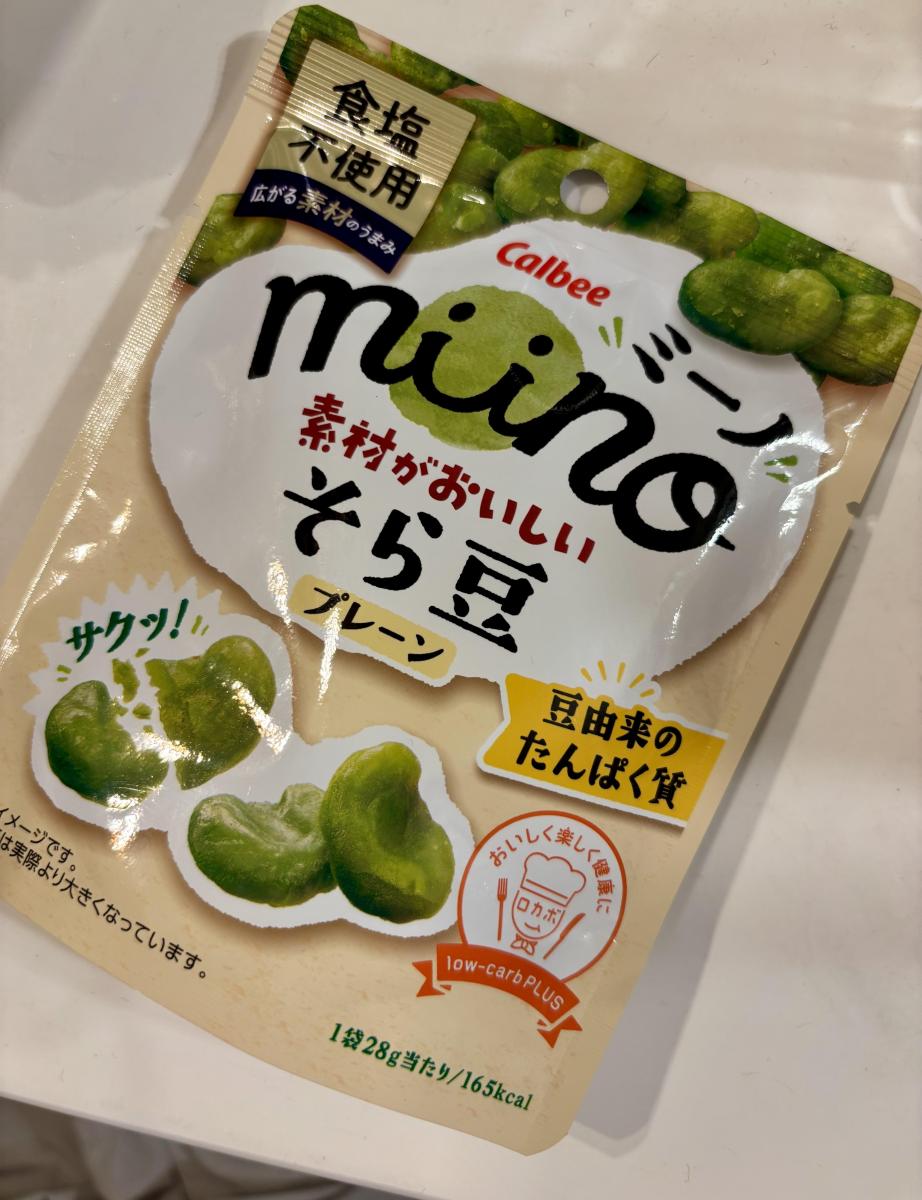 食塩
不使用
広がる素材のうまみ
Calbee
miino
ミーノ
素材がおいしい
そら豆
プレーン
サクッ!
豆由来の
たんぱく質
おいしく楽しく健康に
ロカボ
low-carb PLUS
イメージです。
は実際より大きくなっています。
1袋28g当たり/165kcal